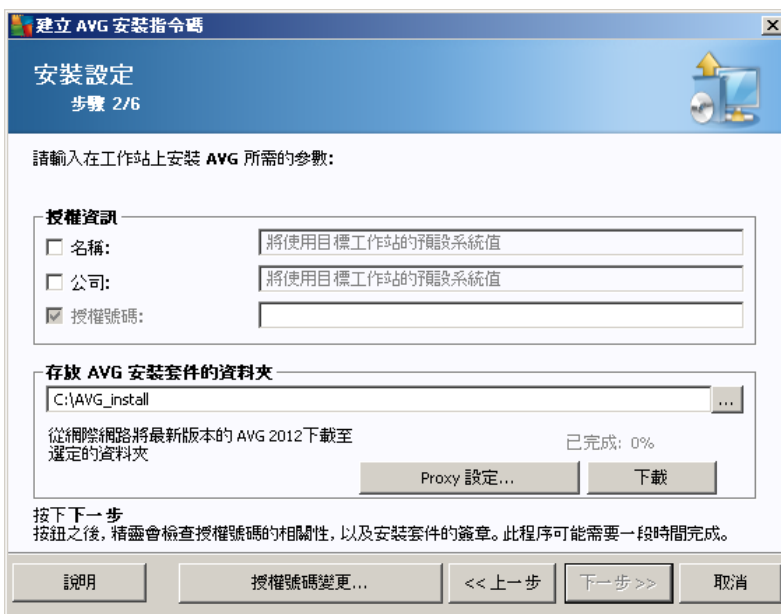 建立 AVG 安裝指令碼
安裝設定
步驟 2/6
請輸入在工作站上安裝 AVG 所需的參數:
授權資訊
名稱:
將使用目標工作站的預設系統值
公司:
將使用目標工作站的預設系統值
授權號碼:
存放 AVG 安裝套件的資料夾
C:\AVG_install
...
從網際網路將最新版本的 AVG 2012下載至
選定的資料夾
已完成: 0%
Proxy 設定...
下載
按下下一步
按鈕之後, 精靈會檢查授權號碼的相關性, 以及安裝套件的簽章。此程序可能需要一段時間完成。
說明
授權號碼變更...
<< 上一步
下一步 >>
取消